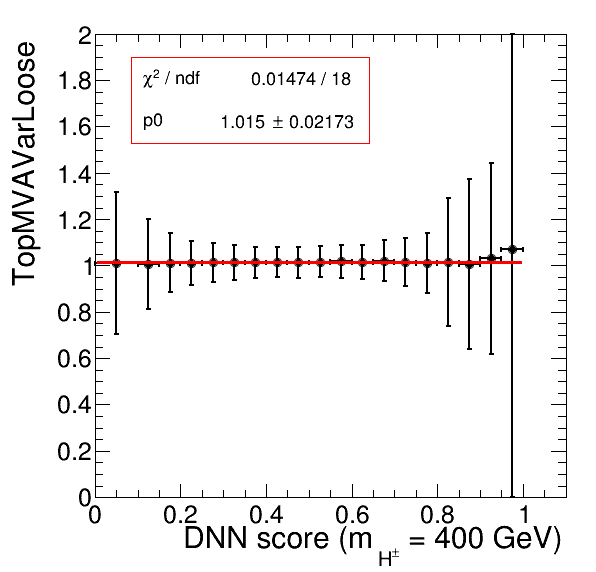 χ² / ndf 0.01474 / 18
p0 1.015 ± 0.02173
TopMVAVarLoose
2
1.8
1.6
1.4
1.2
1
0.8
0.6
0.4
0.2
0
0 0.2 0.4 0.6 0.8 1
DNN score (m_H± = 400 GeV)